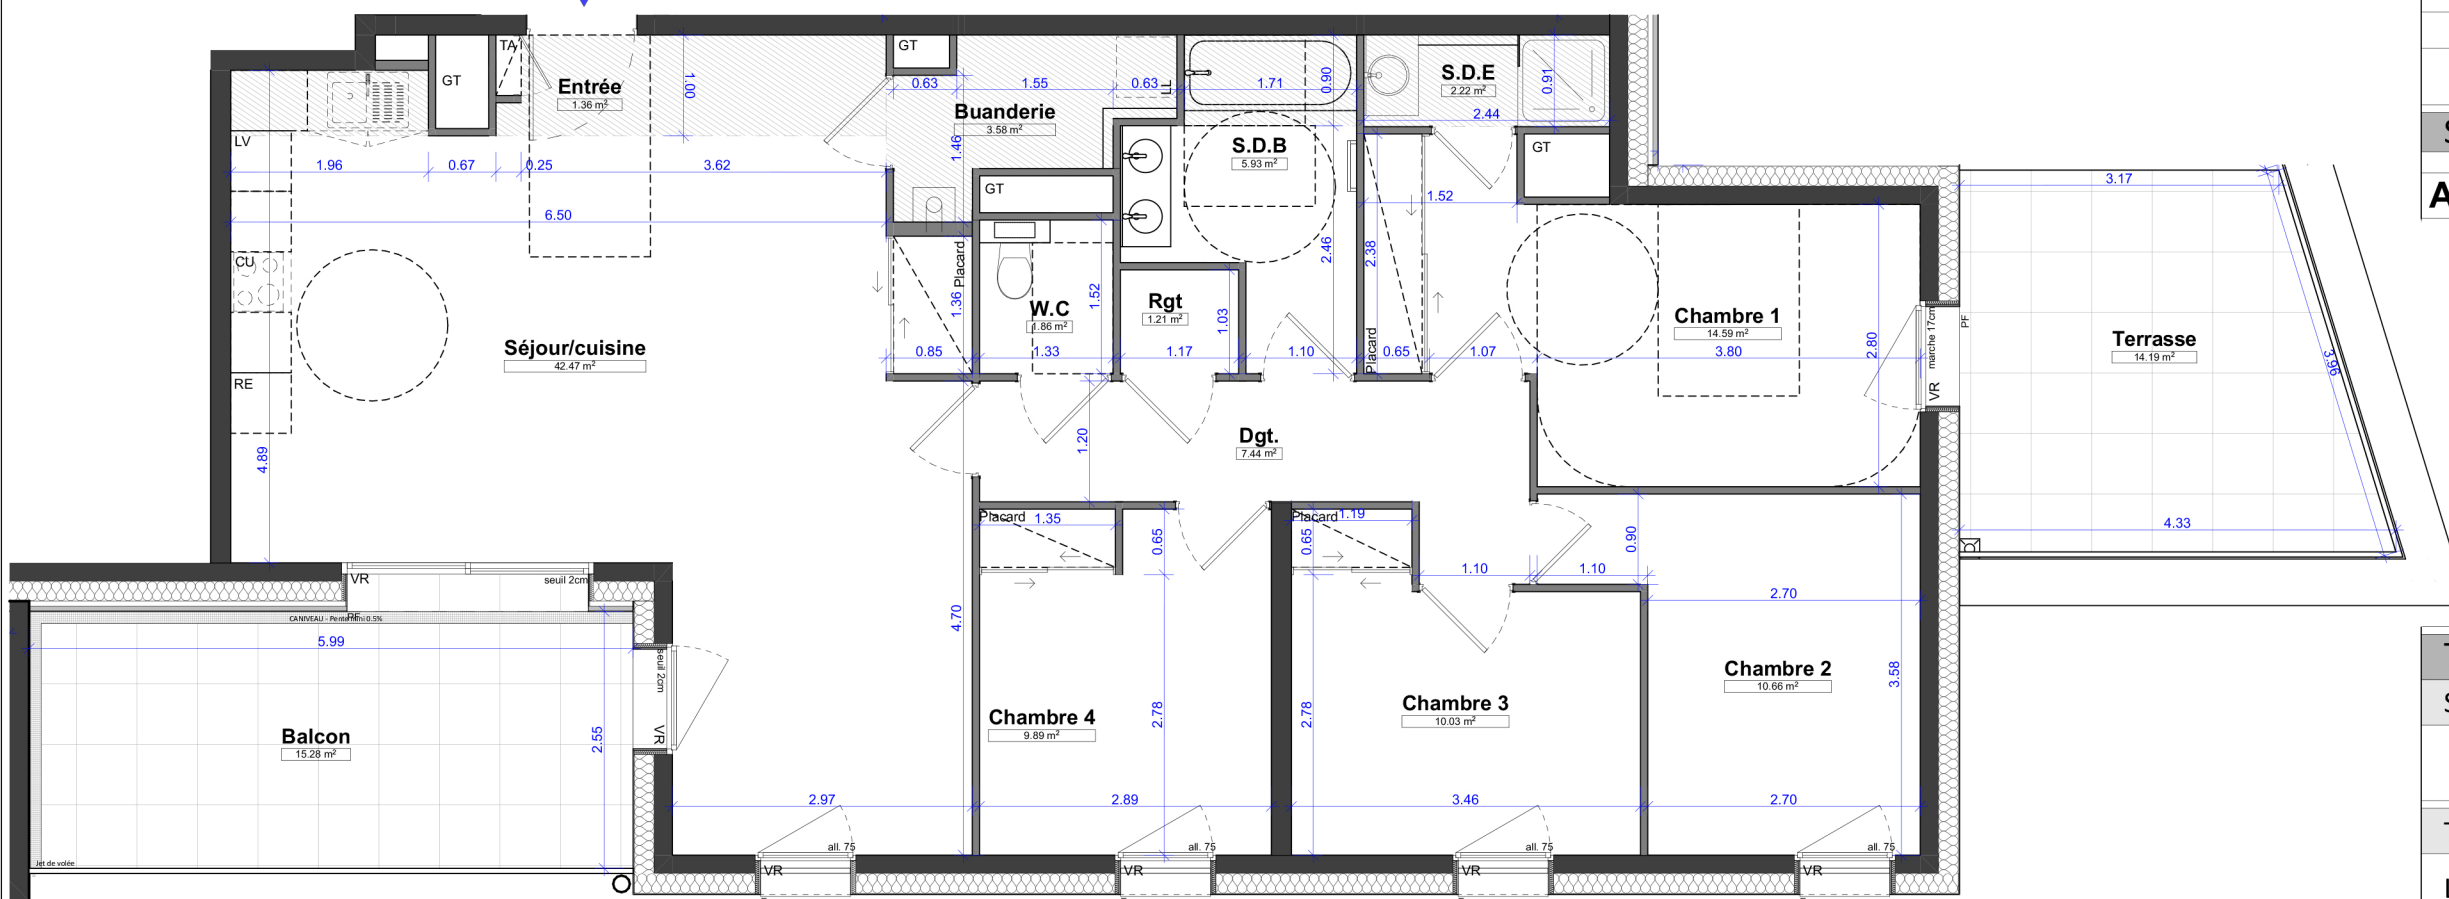 TA
GT
Entrée
1.36 m²
1.00
GT
0.63
1.55
0.63
LL
1.71
0.90
S.D.E
2.22 m²
0.91
2.44
GT
Buanderie
3.58 m²
1.46
S.D.B
5.93 m²
LV
1.96
0.67
0.25
3.62
6.50
GT
1.52
3.17
CU
Placard
1.36
W.C
1.86 m²
1.52
Rgt
1.21 m²
1.03
2.46
2.38
Placard
Chambre 1
14.59 m²
2.80
marche 17cm
PF
VR
Terrasse
14.19 m²
3.96
Séjour/cuisine
42.47 m²
RE
0.85
1.33
1.17
1.10
0.65
1.07
3.80
4.89
1.20
Dgt.
7.44 m²
Placard
1.35
0.65
Placard
1.19
0.65
0.90
4.33
1.10
1.10
2.70
VR
seuil 2cm
PF
CANIVEAU - Pente mini 0.5%
5.99
4.70
seuil 2cm
VR
Balcon
15.28 m²
2.55
Chambre 4
9.89 m²
2.78
2.78
Chambre 3
10.03 m²
Chambre 2
10.66 m²
3.58
2.97
2.89
3.46
2.70
Jet de volée
all. 75
all. 75
all. 75
all. 75
VR
VR
VR
VR
A